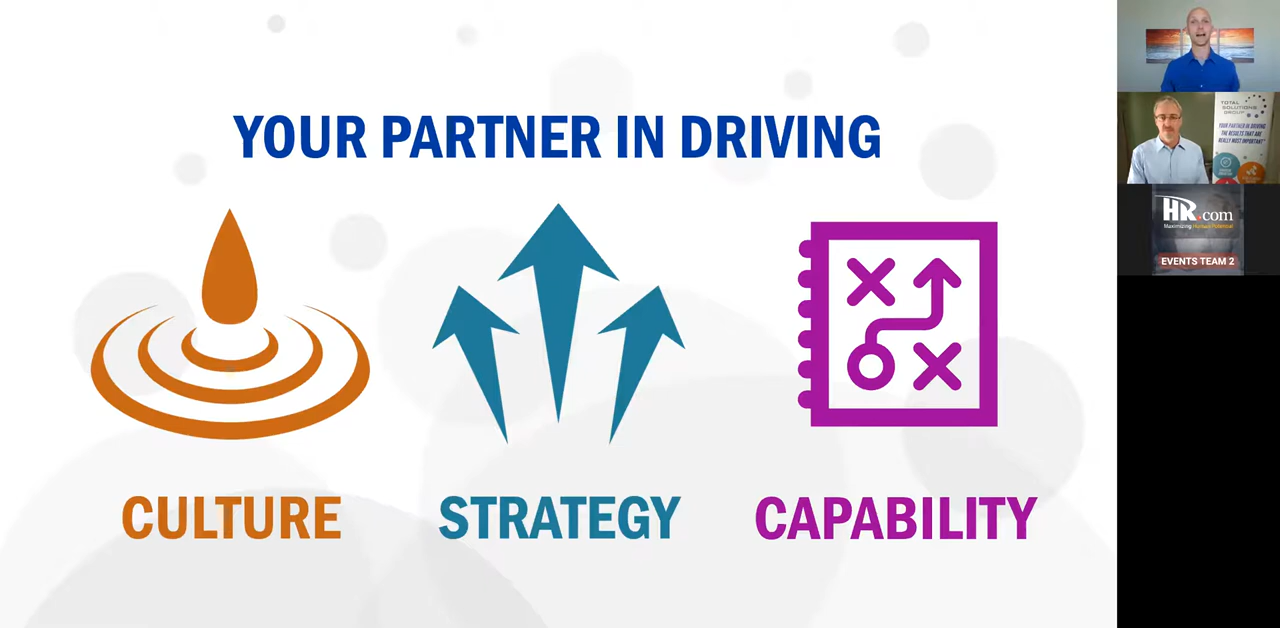 YOUR PARTNER IN DRIVING
CULTURE
STRATEGY
CAPABILITY
TOTAL
SOLUTIONS
GROUP
YOUR PARTNER IN DRIVING
THE RESULTS THAT ARE
REALLY MOST IMPORTANT"
HR.com
Maximizing Human Potential
EVENTS TEAM 2